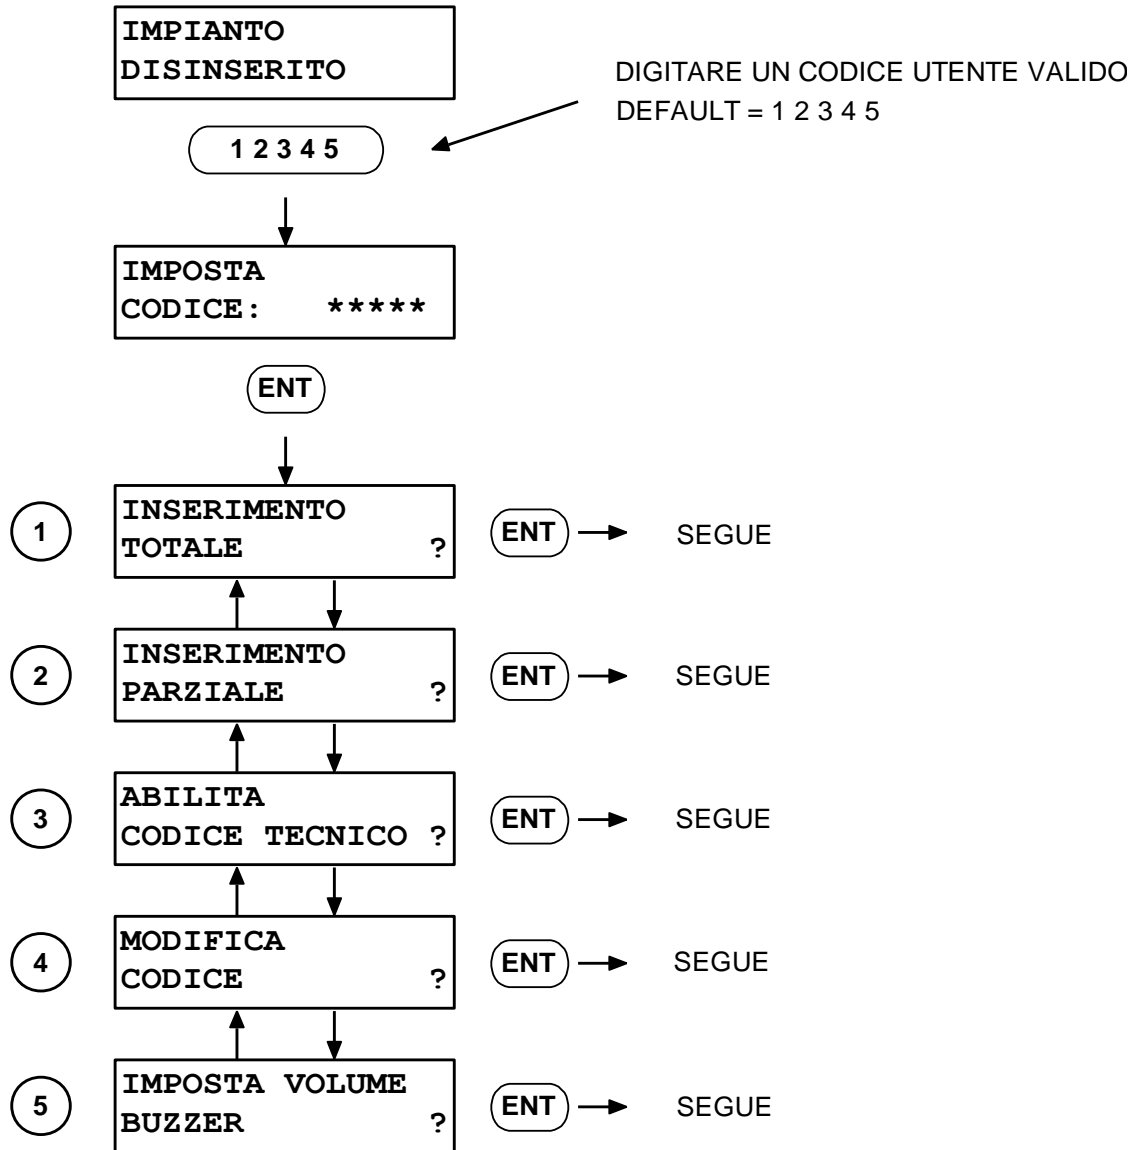 IMPIANTO
DISINSERITO
DIGITARE UN CODICE UTENTE VALIDO
DEFAULT = 1 2 3 4 5
1 2 3 4 5
IMPOSTA
CODICE: *****
ENT
1
INSERIMENTO
TOTALE ?
ENT
SEGUE
2
INSERIMENTO
PARZIALE ?
ENT
SEGUE
3
ABILITA
CODICE TECNICO ?
ENT
SEGUE
4
MODIFICA
CODICE ?
ENT
SEGUE
5
IMPOSTA VOLUME
BUZZER ?
ENT
SEGUE